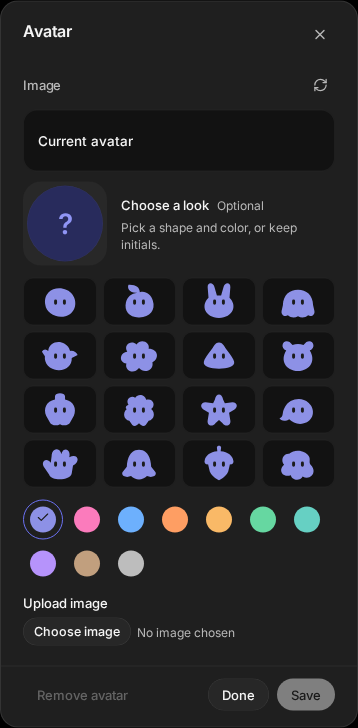 Avatar
Image
Current avatar
?
Choose a look Optional
Pick a shape and color, or keep
initials.
Upload image
Choose image No image chosen
Remove avatar Done Save